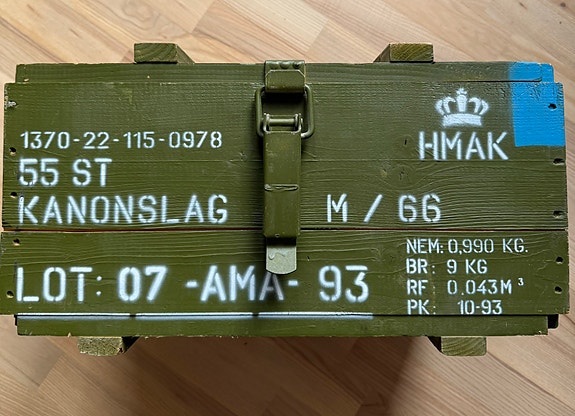 1370-22-115-0978
HMAK
55 ST
KANONSLAG M / 66
LOT: 07 -AMA- 93
NEM: 0,990 KG.
BR: 9 KG
RF: 0,043M³
PK: 10-93